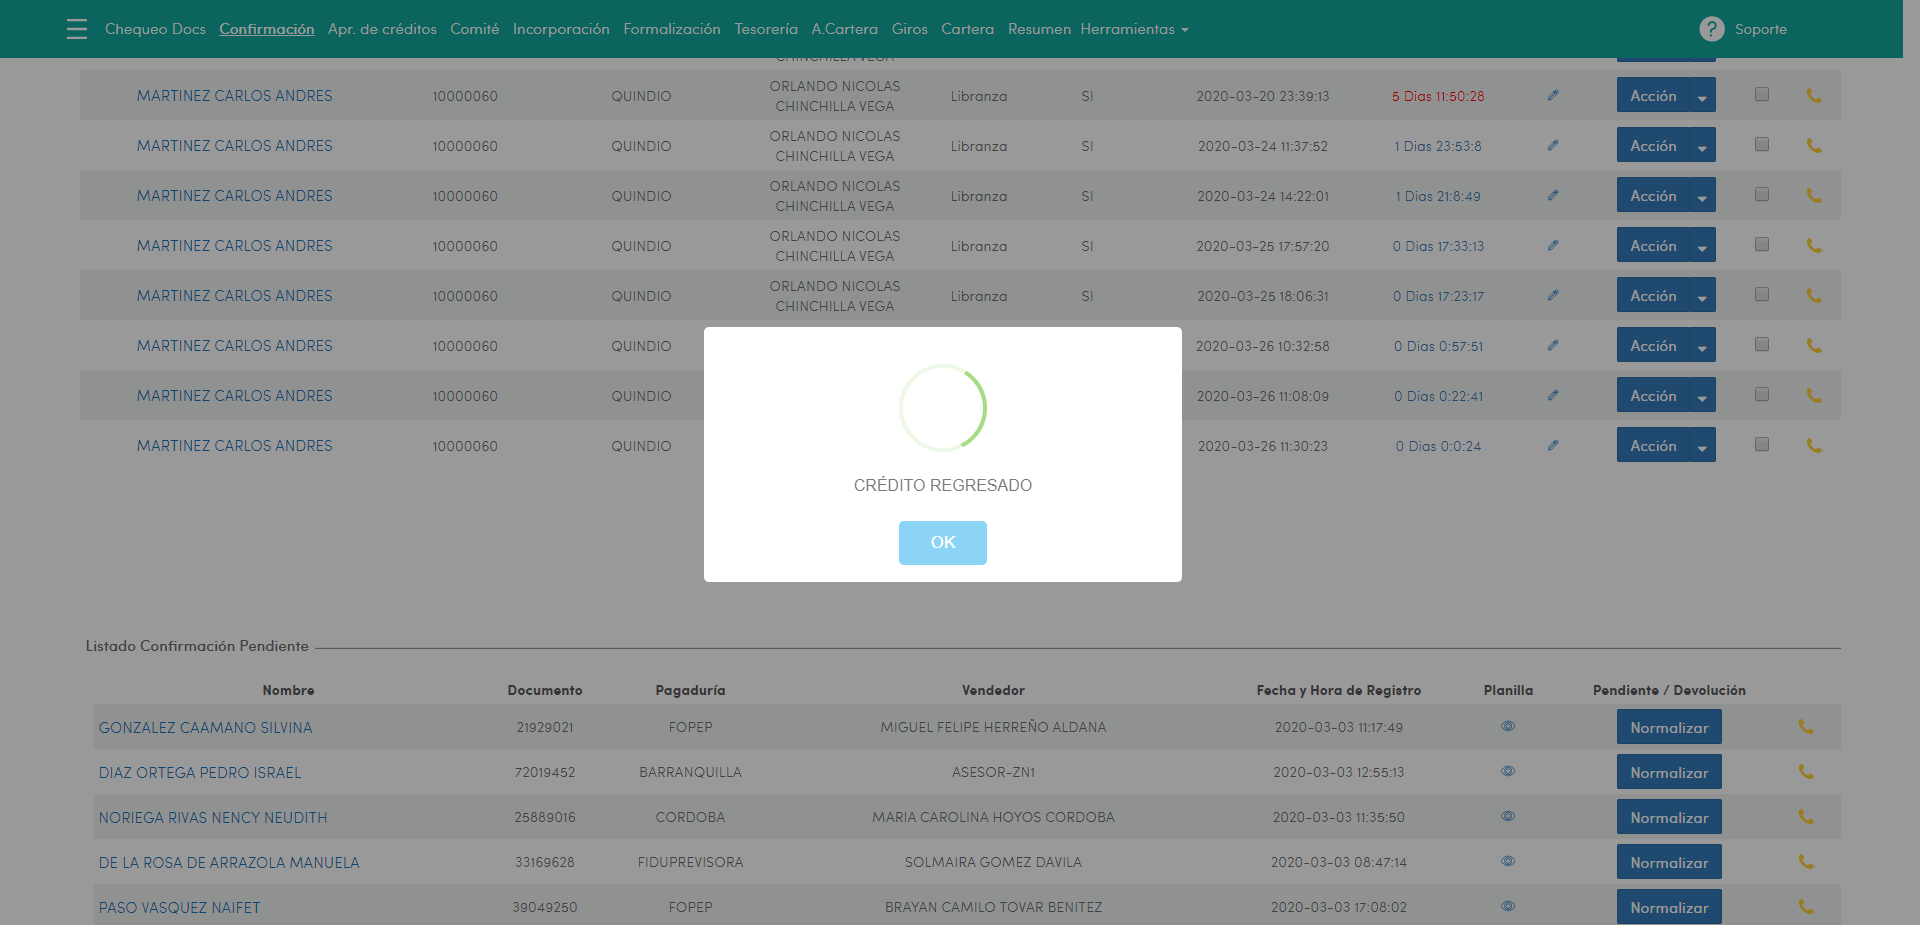 Chequeo Docs Confirmación Apr. de créditos Comité Incorporación Formalización Tesorería A.Cartera Giros Cartera Resumen Herramientas ? Soporte
CHINCHILLA VEGA
MARTINEZ CARLOS ANDRES 10000060 QUINDIO ORLANDO NICOLAS CHINCHILLA VEGA Libranza SI 2020-03-20 23:39:13 5 Dias 11:50:28 Acción
MARTINEZ CARLOS ANDRES 10000060 QUINDIO ORLANDO NICOLAS CHINCHILLA VEGA Libranza SI 2020-03-24 11:37:52 1 Dias 23:53:8 Acción
MARTINEZ CARLOS ANDRES 10000060 QUINDIO ORLANDO NICOLAS CHINCHILLA VEGA Libranza SI 2020-03-24 14:22:01 1 Dias 21:8:49 Acción
MARTINEZ CARLOS ANDRES 10000060 QUINDIO ORLANDO NICOLAS CHINCHILLA VEGA Libranza SI 2020-03-25 17:57:20 0 Dias 17:33:13 Acción
MARTINEZ CARLOS ANDRES 10000060 QUINDIO ORLANDO NICOLAS CHINCHILLA VEGA Libranza SI 2020-03-25 18:06:31 0 Dias 17:23:17 Acción
MARTINEZ CARLOS ANDRES 10000060 QUINDIO 2020-03-26 10:32:58 0 Dias 0:57:51 Acción
MARTINEZ CARLOS ANDRES 10000060 QUINDIO 2020-03-26 11:08:09 0 Dias 0:22:41 Acción
MARTINEZ CARLOS ANDRES 10000060 QUINDIO 2020-03-26 11:30:23 0 Dias 0:0:24 Acción
CRÉDITO REGRESADO
OK
Listado Confirmación Pendiente
Nombre Documento Pagaduría Vendedor Fecha y Hora de Registro Planilla Pendiente / Devolución
GONZALEZ CAAMANO SILVINA 21929021 FOPEP MIGUEL FELIPE HERREÑO ALDANA 2020-03-03 11:17:49 Normalizar
DIAZ ORTEGA PEDRO ISRAEL 72019452 BARRANQUILLA ASESOR-ZN1 2020-03-03 12:55:13 Normalizar
NORIEGA RIVAS NENCY NEUDITH 25889016 CORDOBA MARIA CAROLINA HOYOS CORDOBA 2020-03-03 11:35:50 Normalizar
DE LA ROSA DE ARRAZOLA MANUELA 33169628 FIDUPREVISORA SOLMAIRA GOMEZ DAVILA 2020-03-03 08:47:14 Normalizar
PASO VASQUEZ NAIFET 39049250 FOPEP BRAYAN CAMILO TOVAR BENITEZ 2020-03-03 17:08:02 Normalizar